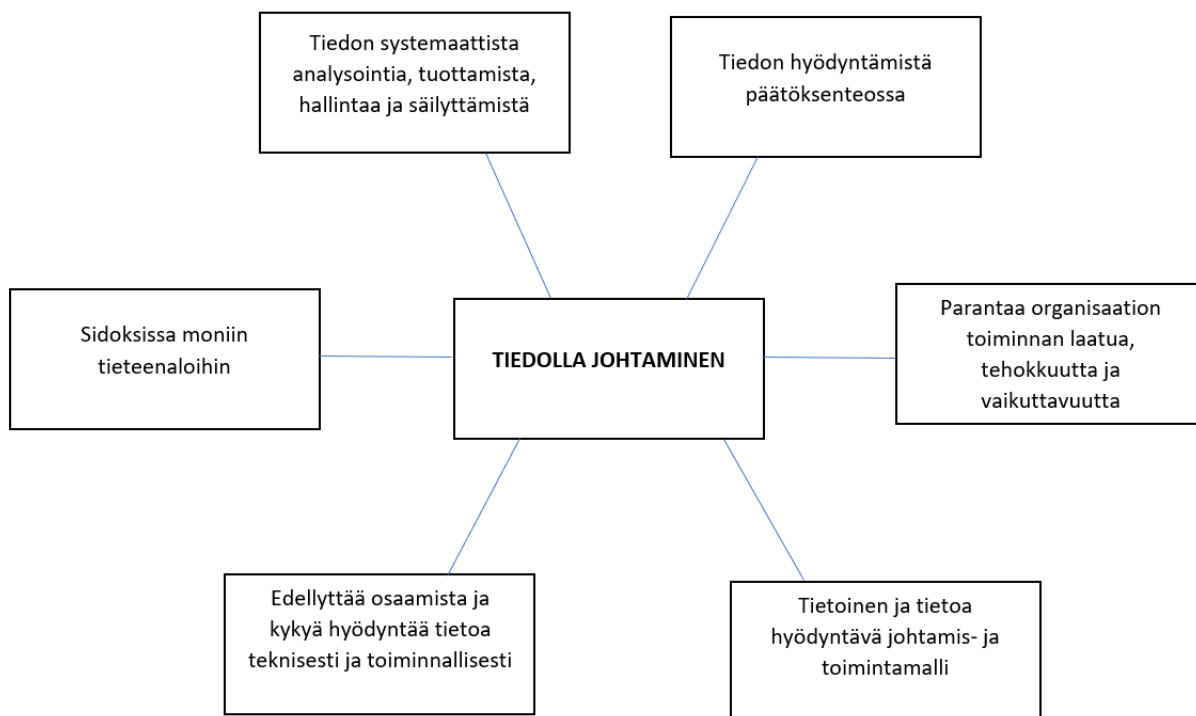 Tiedon systemaattista
analysointia, tuottamista,
hallintaa ja säilyttämistä
Tiedon hyödyntämistä
päätöksenteossa
Sidoksissa moniin
tieteenaloihin
TIEDOLLA JOHTAMINEN
Parantaa organisaation
toiminnan laatua,
tehokkuutta ja
vaikuttavuutta
Edellyttää osaamista ja
kykyä hyödyntää tietoa
teknisesti ja toiminnallisesti
Tietoinen ja tietoa
hyödyntävä johtamis- ja
toimintamalli